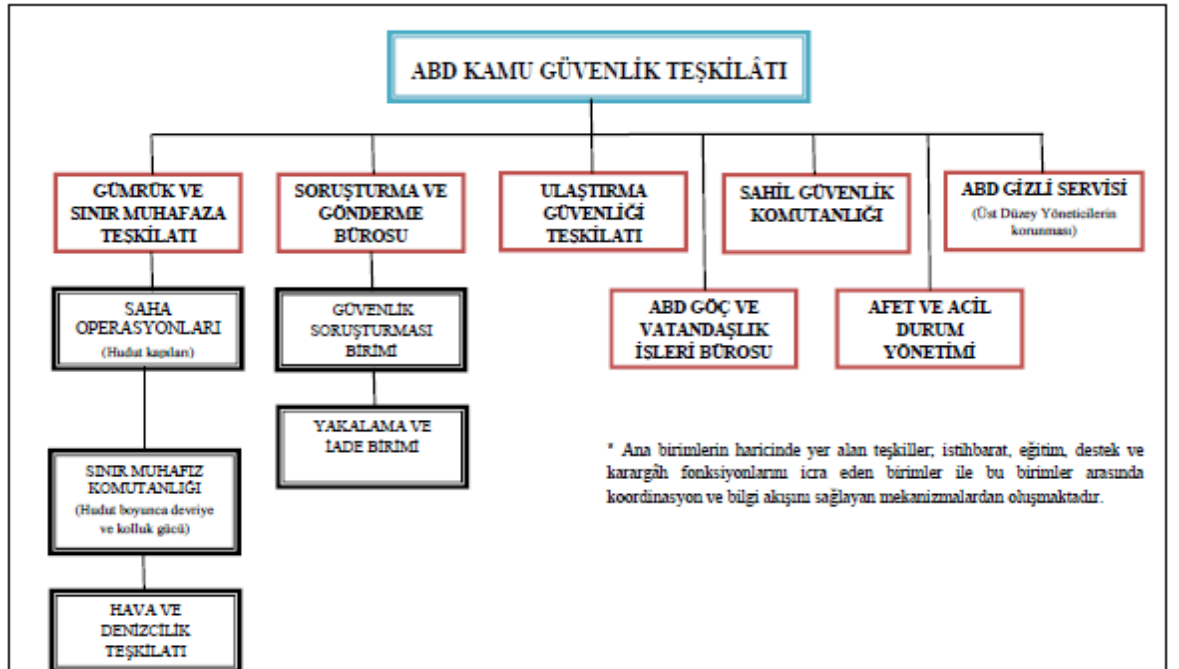 ABD KAMU GÜVENLİK TEŞKİLÂTI
GÜMRÜK VE
SINIR MUHAFAZA
TEŞKİLATI
SORUŞTURMA VE
GÖNDERME
BÜROSU
ULAŞTIRMA
GÜVENLİĞİ
TEŞKİLATI
SAHİL GÜVENLİK
KOMUTANLIĞI
ABD GİZLİ SERVİSİ
(Üst Düzey Yöneticilerin
korunması)
SAHA
OPERASYONLARI
(Hudut kapıları)
GÜVENLİK
SORUŞTURMASI
BİRİMİ
ABD GÖÇ VE
VATANDAŞLIK
İŞLERİ BÜROSU
AFET VE ACİL
DURUM
YÖNETİMİ
YAKALAMA VE
İADE BİRİMİ
SINIR MUHAFIZ
KOMUTANLIĞI
(Hudut boyunca devriye
ve kolluk gücü)
* Ana birimlerin haricinde yer alan teşkiller; istihbarat, eğitim, destek ve
karargâh fonksiyonlarını icra eden birimler ile bu birimler arasında
koordinasyon ve bilgi akışını sağlayan mekanizmalardan oluşmaktadır.
HAVA VE
DENİZCİLİK
TEŞKİLATI